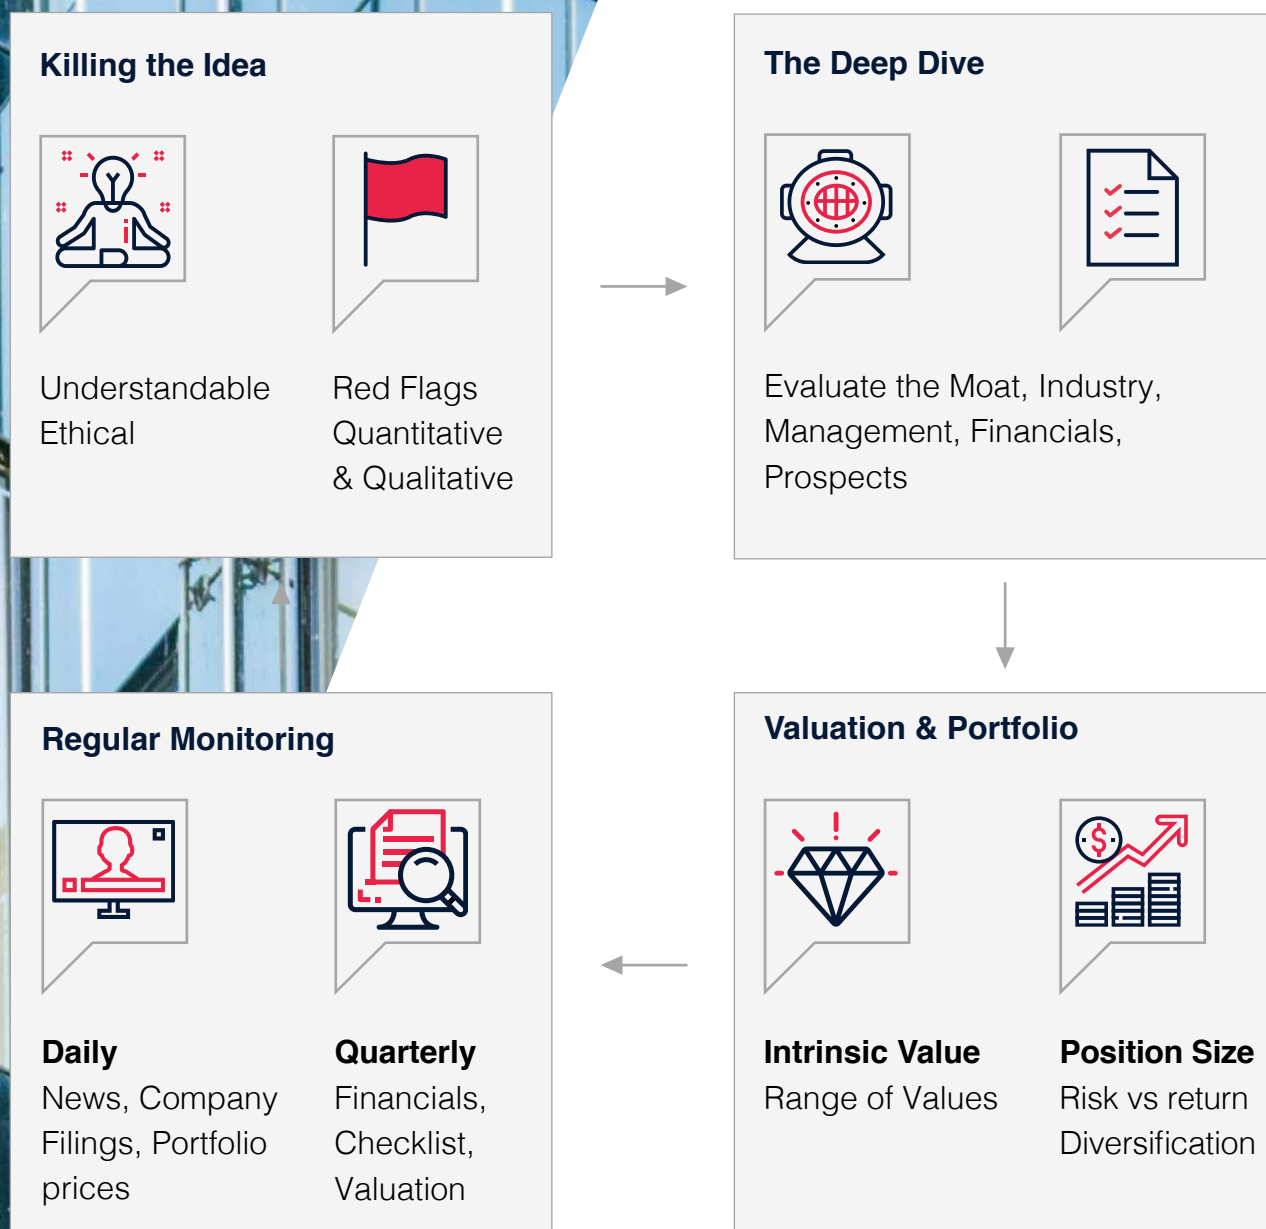 Killing the Idea
Understandable
Ethical
Red Flags
Quantitative
& Qualitative
The Deep Dive
Evaluate the Moat, Industry,
Management, Financials,
Prospects
Regular Monitoring
Daily
News, Company
Filings, Portfolio
prices
Quarterly
Financials,
Checklist,
Valuation
Valuation & Portfolio
Intrinsic Value
Range of Values
Position Size
Risk vs return
Diversification